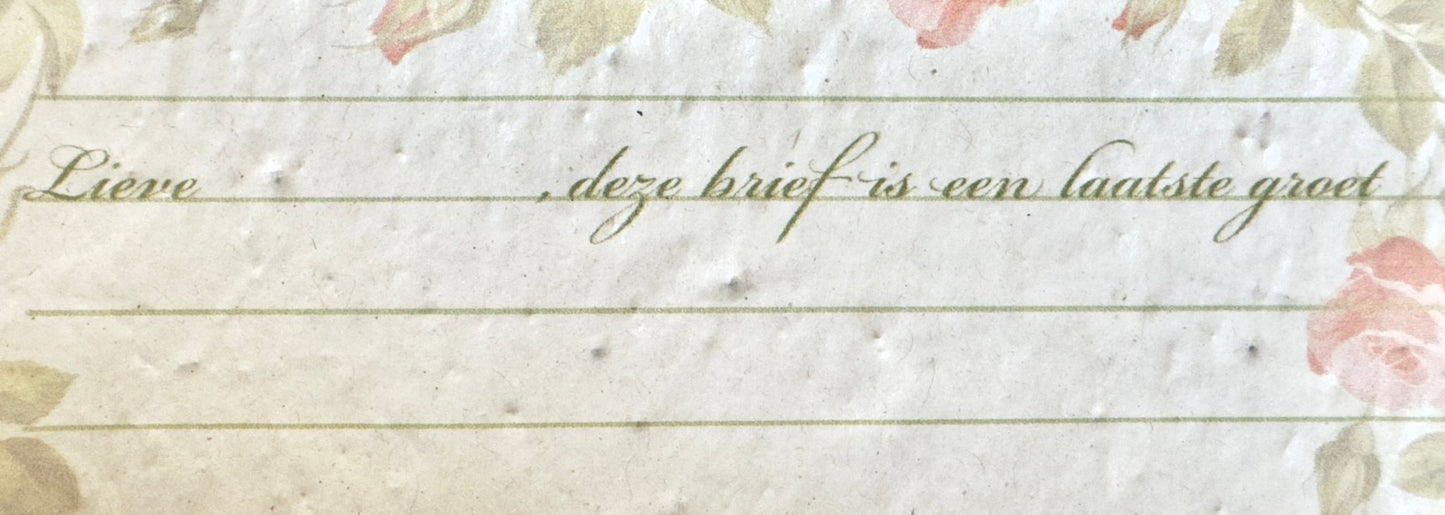 Lieve , deze brief is een laatste groet